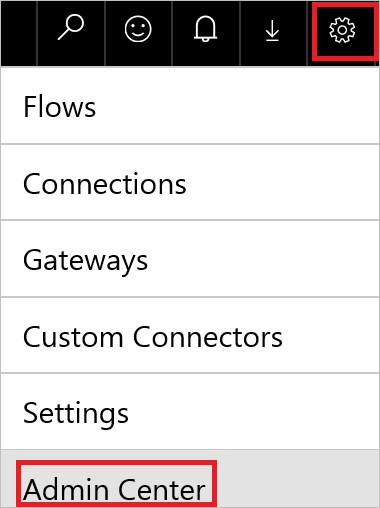 Flows
Connections
Gateways
Custom Connectors
Settings
Admin Center